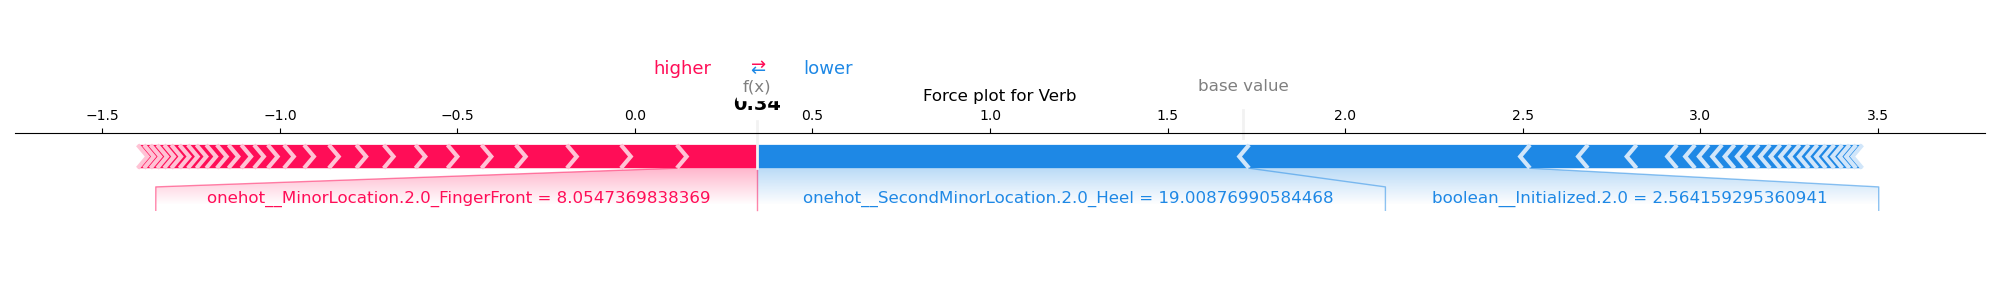 higher ⇄ lower
f(x) base value
0.34 Force plot for Verb
−1.5 −1.0 −0.5 0.0 0.5 1.0 1.5 2.0 2.5 3.0 3.5
onehot__MinorLocation.2.0_FingerFront = 8.0547369838369 onehot__SecondMinorLocation.2.0_Heel = 19.00876990584468 boolean__Initialized.2.0 = 2.564159295360941